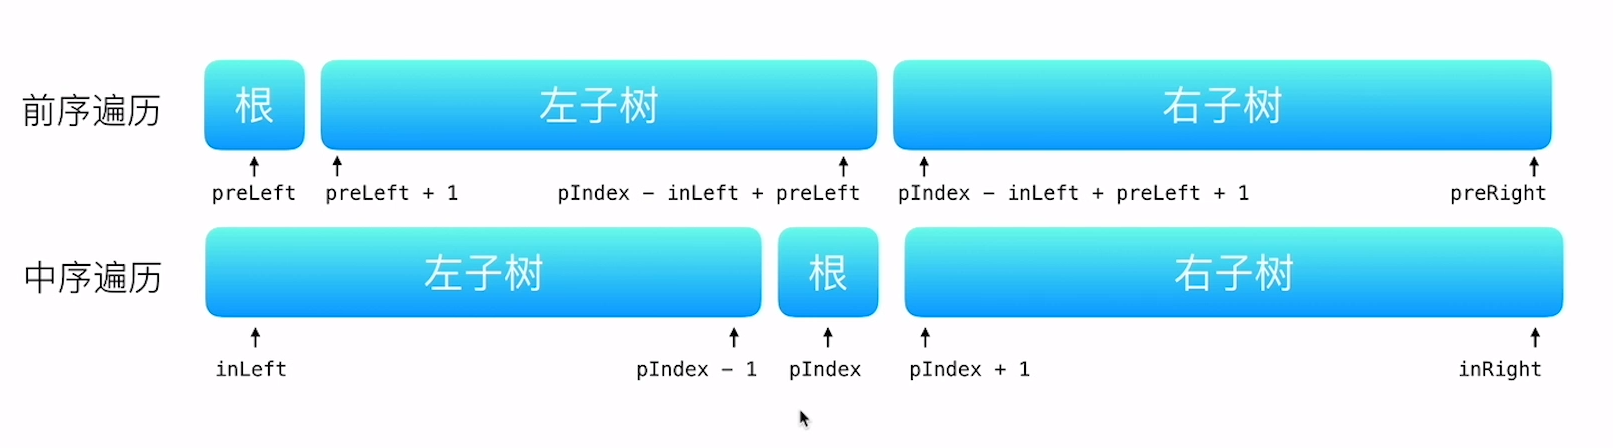 前序遍历 根 左子树 右子树
preLeft preLeft + 1 pIndex - inLeft + preLeft pIndex - inLeft + preLeft + 1 preRight
中序遍历 左子树 根 右子树
inLeft pIndex - 1 pIndex pIndex + 1 inRight